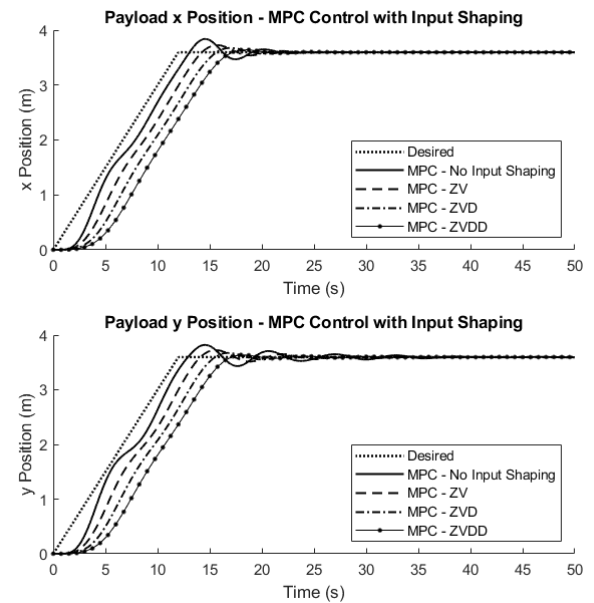 Payload x Position - MPC Control with Input Shaping
4
3
2
1
0
x Position (m)
Desired
MPC - No Input Shaping
MPC - ZV
MPC - ZVD
MPC - ZVDD
0 5 10 15 20 25 30 35 40 45 50
Time (s)
Payload y Position - MPC Control with Input Shaping
4
3
2
1
0
y Position (m)
Desired
MPC - No Input Shaping
MPC - ZV
MPC - ZVD
MPC - ZVDD
0 5 10 15 20 25 30 35 40 45 50
Time (s)